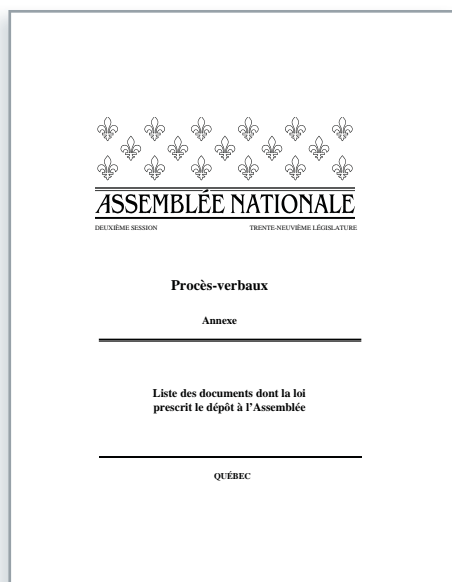 ASSEMBLÉE NATIONALE
DEUXIÈME SESSION TRENTE-NEUVIÈME LÉGISLATURE
Procès-verbaux
Annexe
Liste des documents dont la loi
prescrit le dépôt à l'Assemblée
QUÉBEC